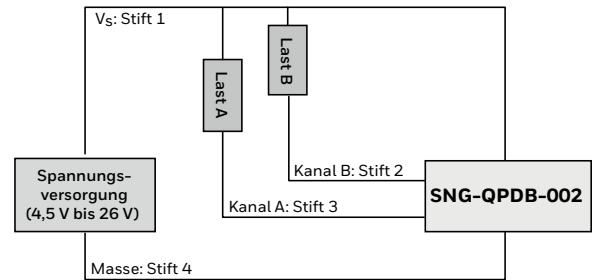 Vs: Stift 1
Last A
Last B
Kanal B: Stift 2
Spannungs-
versorgung
(4,5 V bis 26 V)
SNG-QPDB-002
Kanal A: Stift 3
Masse: Stift 4